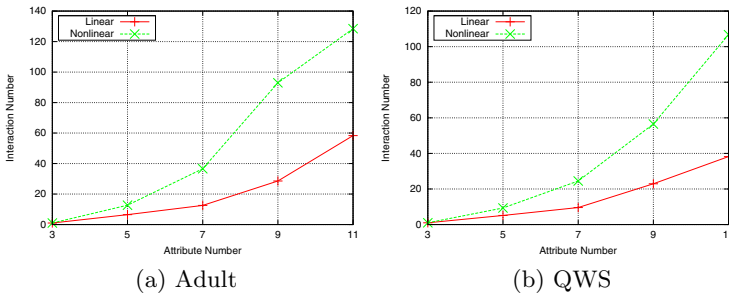 140
120
100
80
60
40
20
0
Interaction Number
Linear
Nonlinear
3 5 7 9 11
Attribute Number
(a) Adult
120
100
80
60
40
20
0
Interaction Number
Linear
Nonlinear
3 5 7 9 1
Attribute Number
(b) QWS